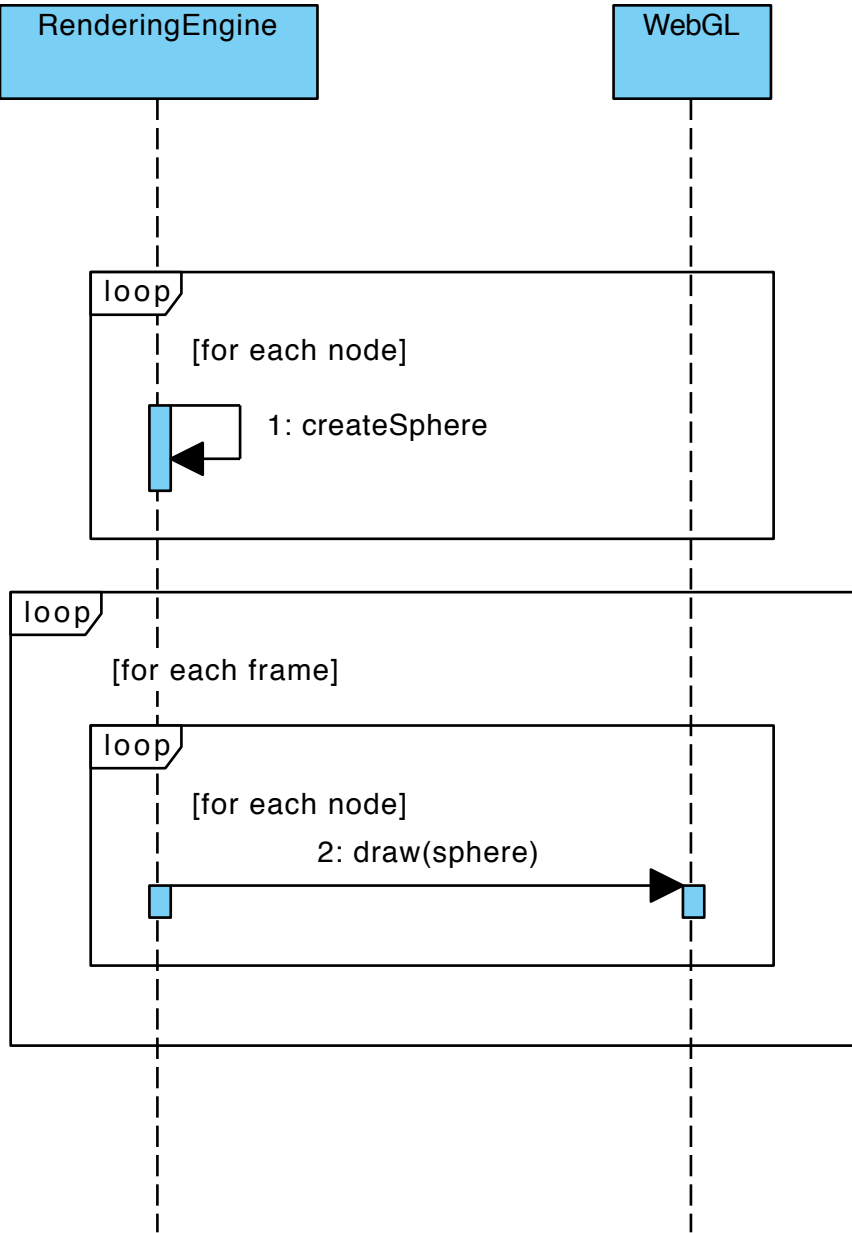 RenderingEngine
WebGL
loop
[for each node]
1: createSphere
loop
[for each frame]
loop
[for each node]
2: draw(sphere)